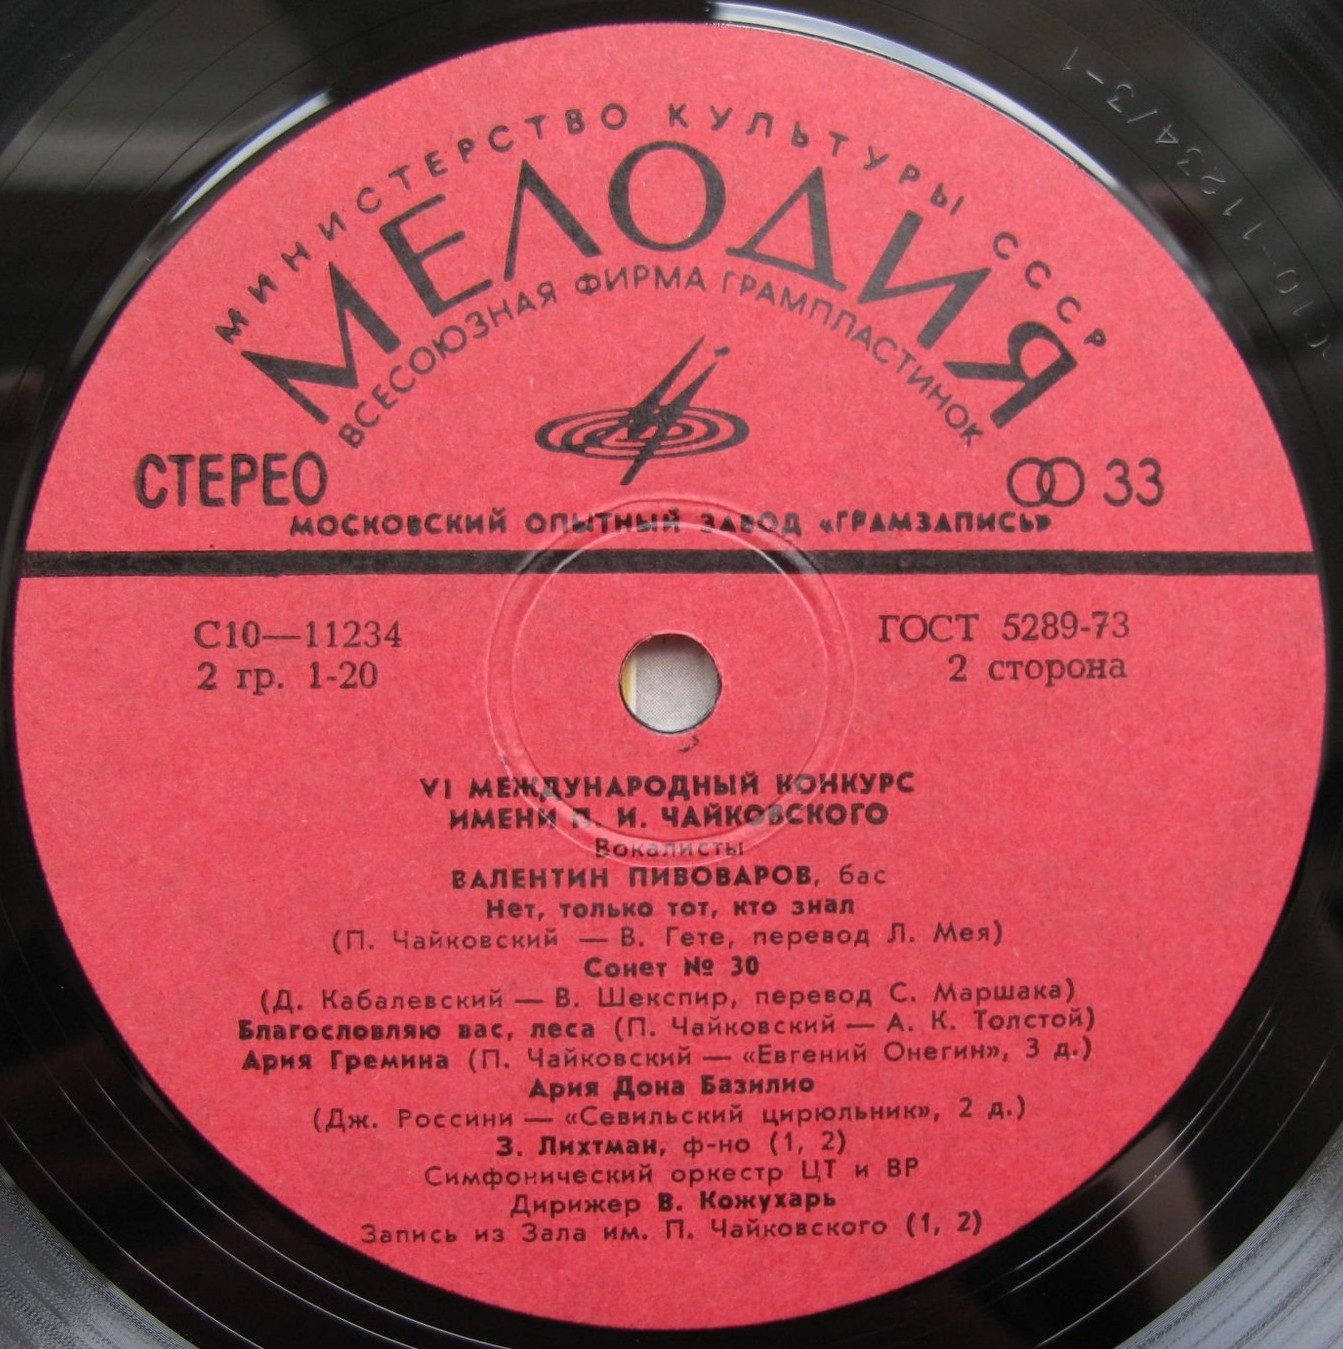 МИНИСТЕРСТВО КУЛЬТУРЫ СССР
МЕЛОДИЯ
ВСЕСОЮЗНАЯ ФИРМА ГРАМПЛАСТИНОК
СТЕРЕО 33
МОСКОВСКИЙ ОПЫТНЫЙ ЗАВОД «ГРАМЗАПИСЬ»
С10—11234 ГОСТ 5289-73
2 гр. 1-20 2 сторона
VI МЕЖДУНАРОДНЫЙ КОНКУРС
ИМЕНИ П. И. ЧАЙКОВСКОГО
Вокалисты
ВАЛЕНТИН ПИВОВАРОВ, бас
Нет, только тот, кто знал
(П. Чайковский — В. Гете, перевод Л. Мея)
Сонет № 30
(Д. Кабалевский — В. Шекспир, перевод С. Маршака)
Благословляю вас, леса (П. Чайковский — А. К. Толстой)
Ария Гремина (П. Чайковский — «Евгений Онегин», 3 д.)
Ария Дона Базилио
(Дж. Россини — «Севильский цирюльник», 2 д.)
З. Лихтман, ф-но (1, 2)
Симфонический оркестр ЦТ и ВР
Дирижер В. Кожухарь
Запись из Зала им. П. Чайковского (1, 2)
С10-11234/3-1